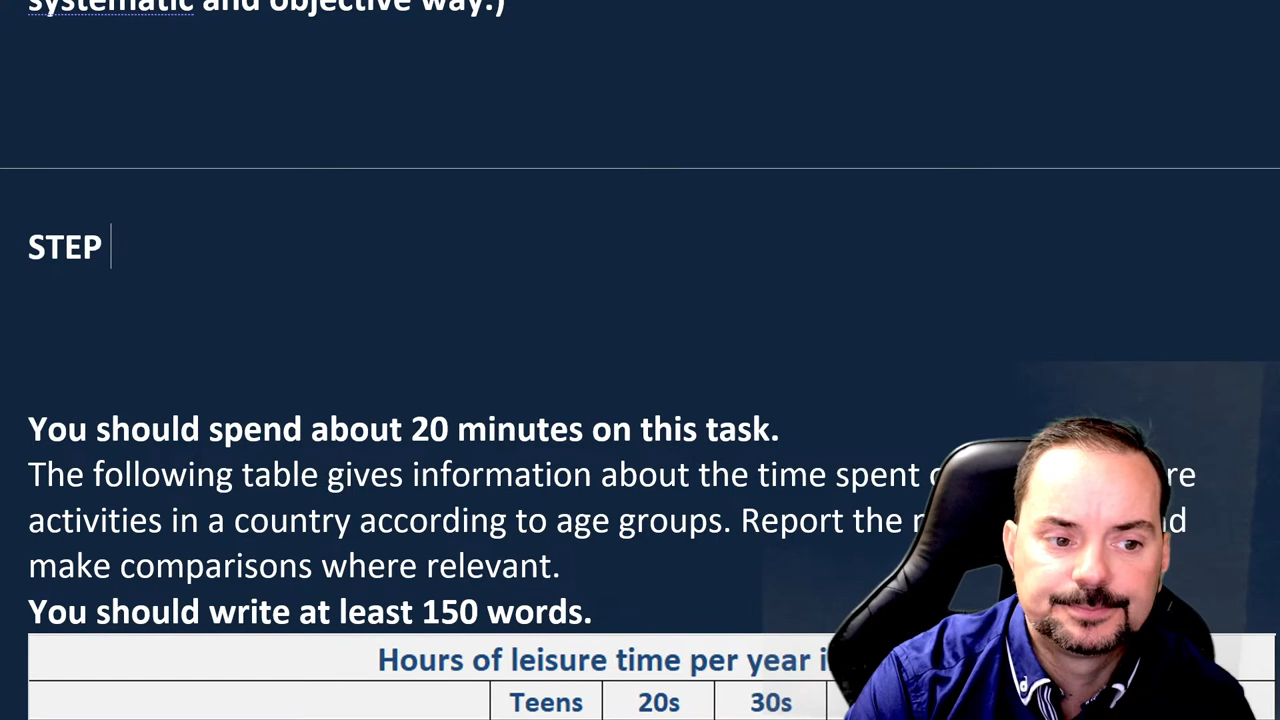 systematic and objective way.)
STEP
You should spend about 20 minutes on this task.
The following table gives information about the time spent
activities in a country according to age groups. Report the
make comparisons where relevant.
You should write at least 150 words.
Hours of leisure time per year
Teens 20s 30s